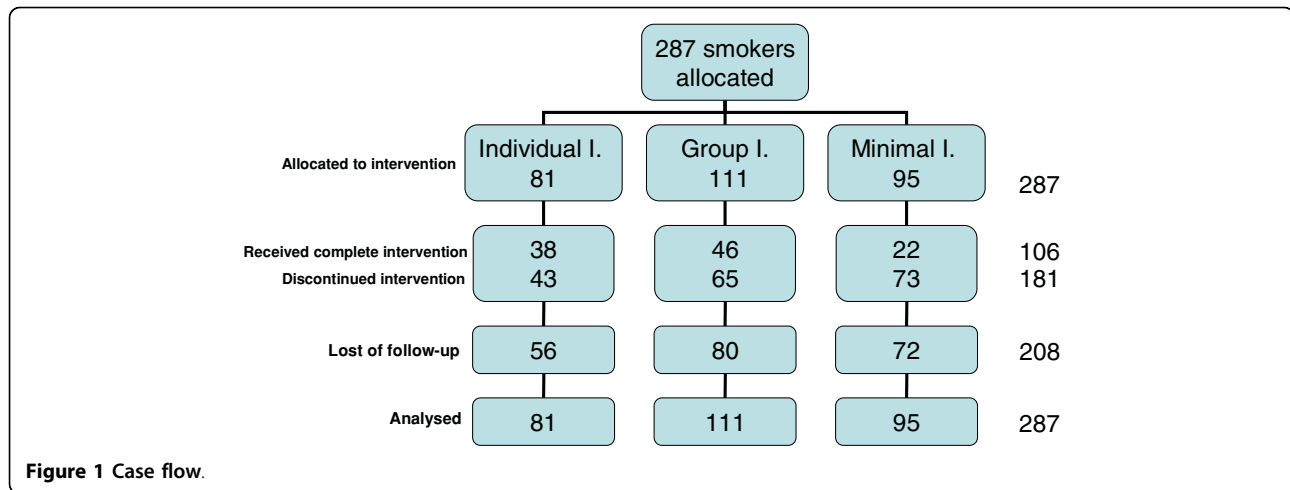 287 smokers
allocated
Allocated to intervention
Individual I.
81
Group I.
111
Minimal I.
95
287
Received complete intervention
38
46
22
106
Discontinued intervention
43
65
73
181
Lost of follow-up
56
80
72
208
Analysed
81
111
95
287
Figure 1 Case flow.